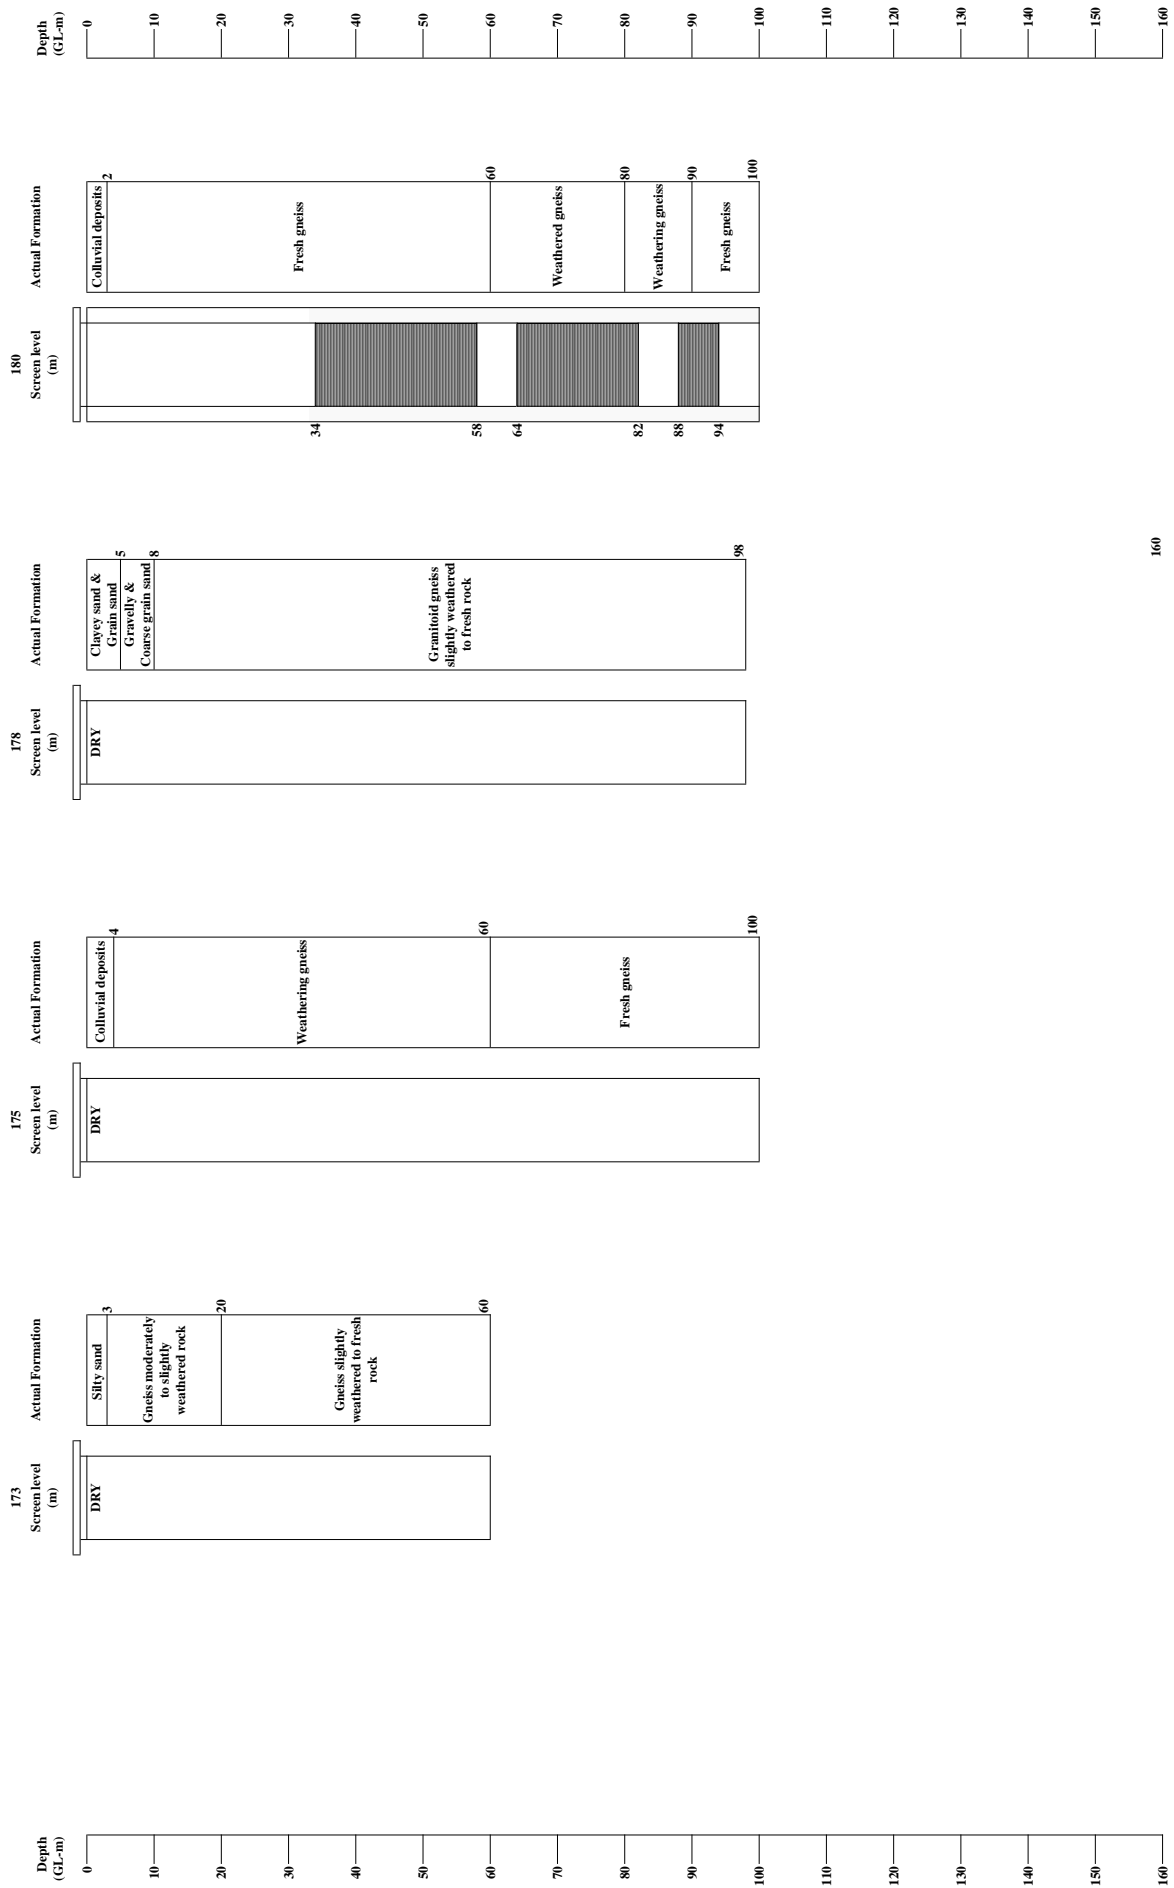 Depth
(GL-m)
0
10
20
30
40
50
60
70
80
90
100
110
120
130
140
150
160
173
Screen level
(m)
DRY
Actual Formation
Silty sand
3
Gneiss moderately
to slightly
weathered rock
20
Gneiss slightly
weathered to fresh
rock
60
175
Screen level
(m)
DRY
Actual Formation
Colluvial deposits
4
Weathering gneiss
60
Fresh gneiss
100
178
Screen level
(m)
DRY
Actual Formation
Clayey sand &
Grain sand
5
Gravelly &
Coarse grain sand
8
Granitoid gneiss
slightly weathered
to fresh rock
98
160
180
Screen level
(m)
34
58
64
82
88
94
Actual Formation
Colluvial deposits
2
Fresh gneiss
60
Weathered gneiss
80
Weathering gneiss
90
Fresh gneiss
100
Depth
(GL-m)
0
10
20
30
40
50
60
70
80
90
100
110
120
130
140
150
160